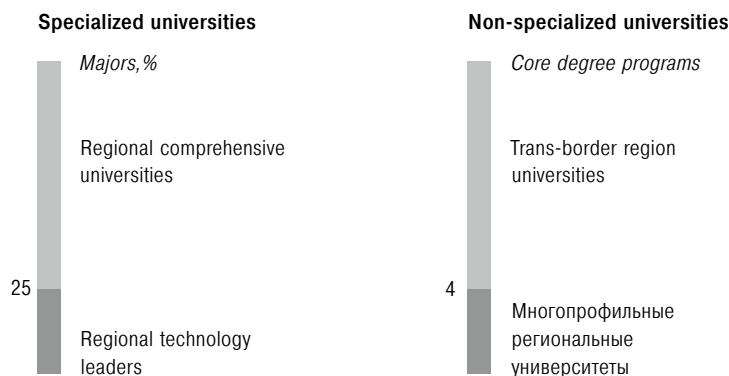 Specialized universities
Majors,%
Regional comprehensive
universities
25
Regional technology
leaders
Non-specialized universities
Core degree programs
Trans-border region
universities
4
Многопрофильные
региональные
университеты